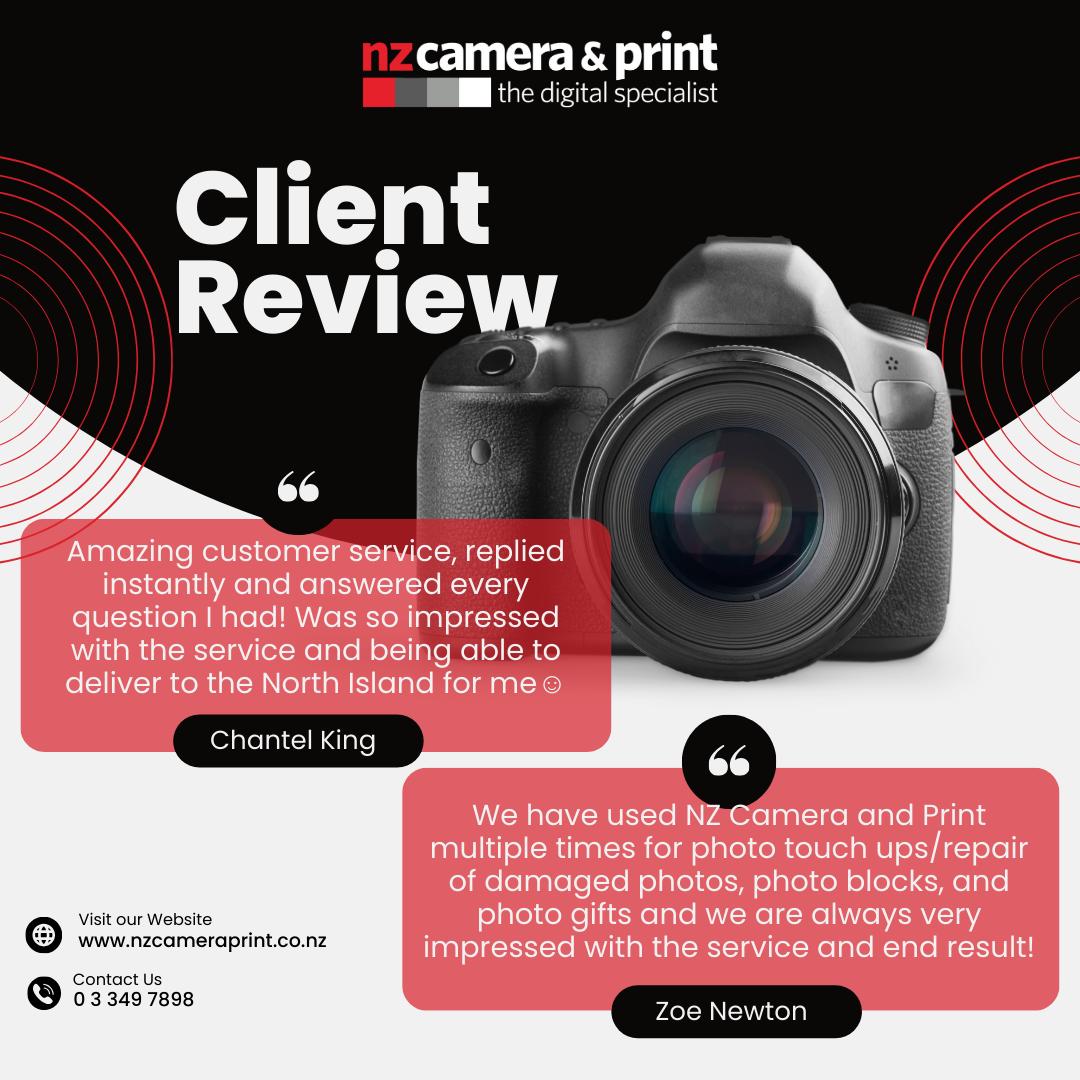 nz camera & print
the digital specialist
Client
Review
Amazing customer service, replied
instantly and answered every
question I had! Was so impressed
with the service and being able to
deliver to the North Island for me☺
Chantel King
We have used NZ Camera and Print
multiple times for photo touch ups/repair
of damaged photos, photo blocks, and
photo gifts and we are always very
impressed with the service and end result!
Zoe Newton
Visit our Website
www.nzcameraprint.co.nz
Contact Us
0 3 349 7898